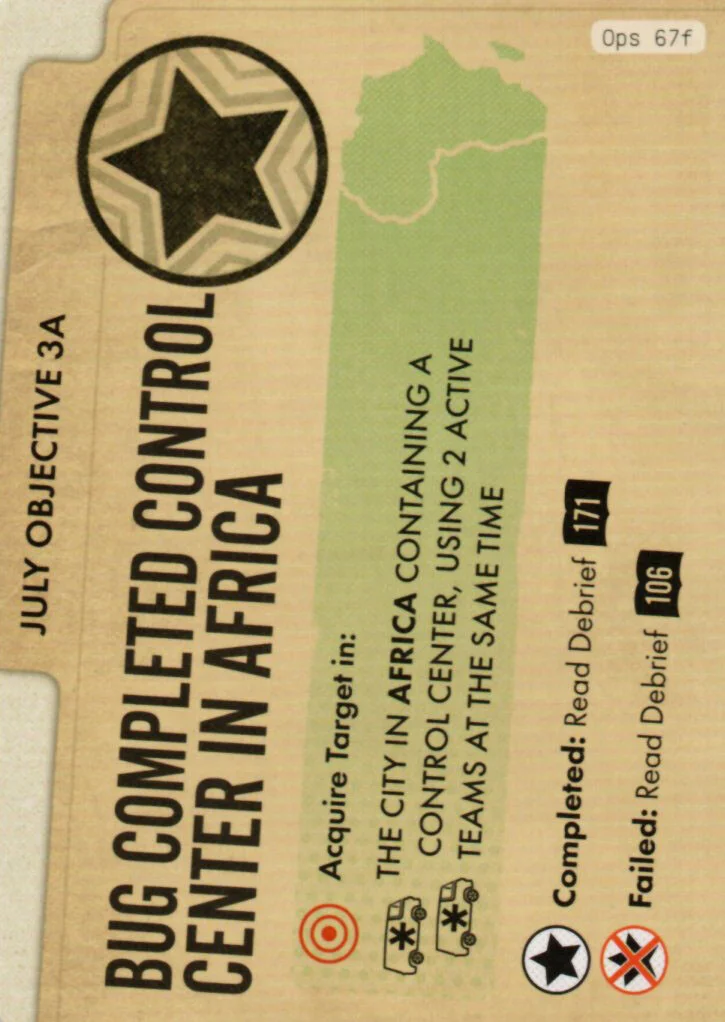 Ops 67f
JULY OBJECTIVE 3A
BUG COMPLETED CONTROL
CENTER IN AFRICA
Acquire Target in:
THE CITY IN AFRICA CONTAINING A
CONTROL CENTER, USING 2 ACTIVE
TEAMS AT THE SAME TIME
Completed: Read Debrief 171
Failed: Read Debrief 106